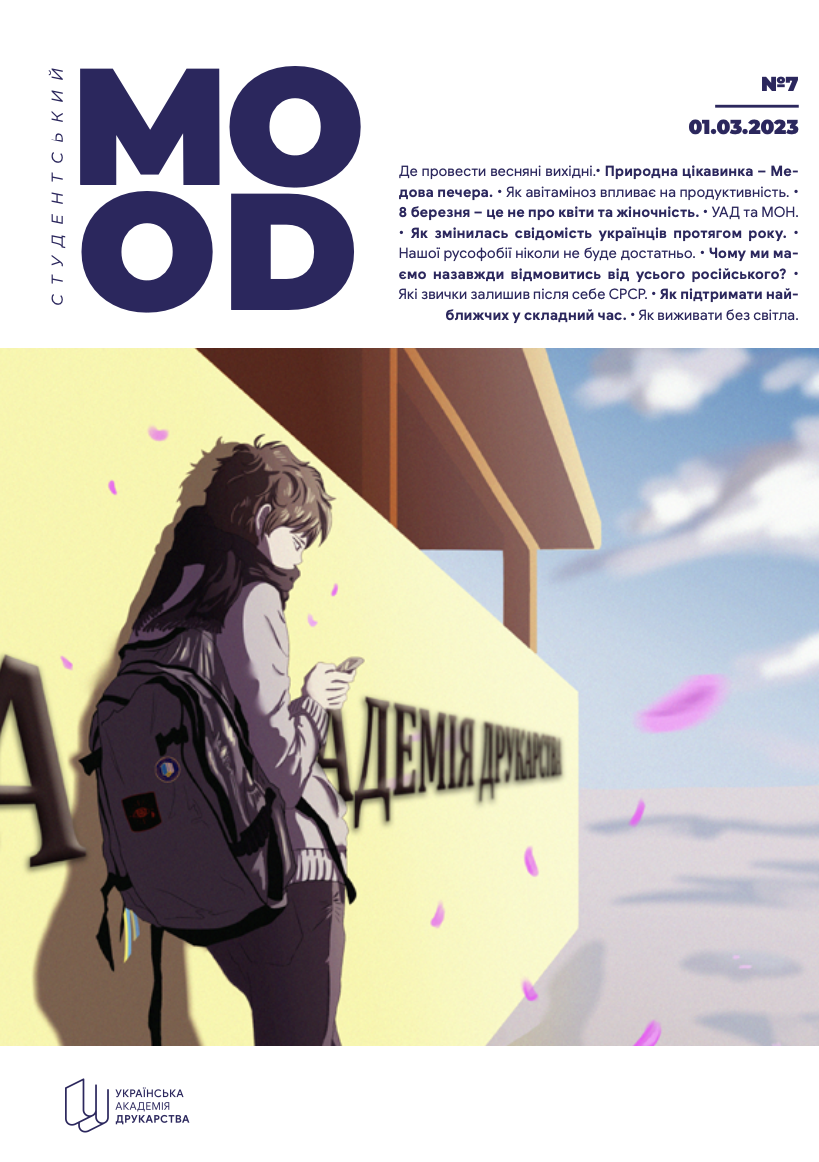 СТУДЕНТСЬКИЙ
MO
OD
№7
01.03.2023
Де провести весняні вихідні.• Природна цікавинка – Ме-
дова печера. • Як авітаміноз впливає на продуктивність. •
8 березня – це не про квіти та жіночність. • УАД та МОН.
• Як змінилась свідомість українців протягом року. •
Нашої русофобії ніколи не буде достатньо. • Чому ми ма-
ємо назавжди відмовитись від усього російського? •
Які звички залишив після себе СРСР. • Як підтримати най-
ближчих у складний час. • Як виживати без світла.
А АДЕМІЯ ДРУКАРСТВА
УКРАЇНСЬКА
АКАДЕМІЯ
ДРУКАРСТВА